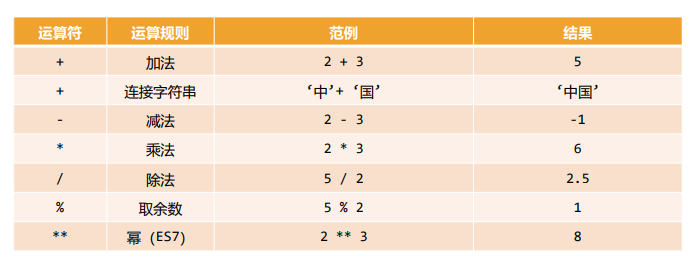 运算符 运算规则 范例 结果
+ 加法 2 + 3 5
+ 连接字符串 ‘中’+ ‘国’ ‘中国’
- 减法 2 - 3 -1
* 乘法 2 * 3 6
/ 除法 5 / 2 2.5
% 取余数 5 % 2 1
** 幂 (ES7) 2 ** 3 8